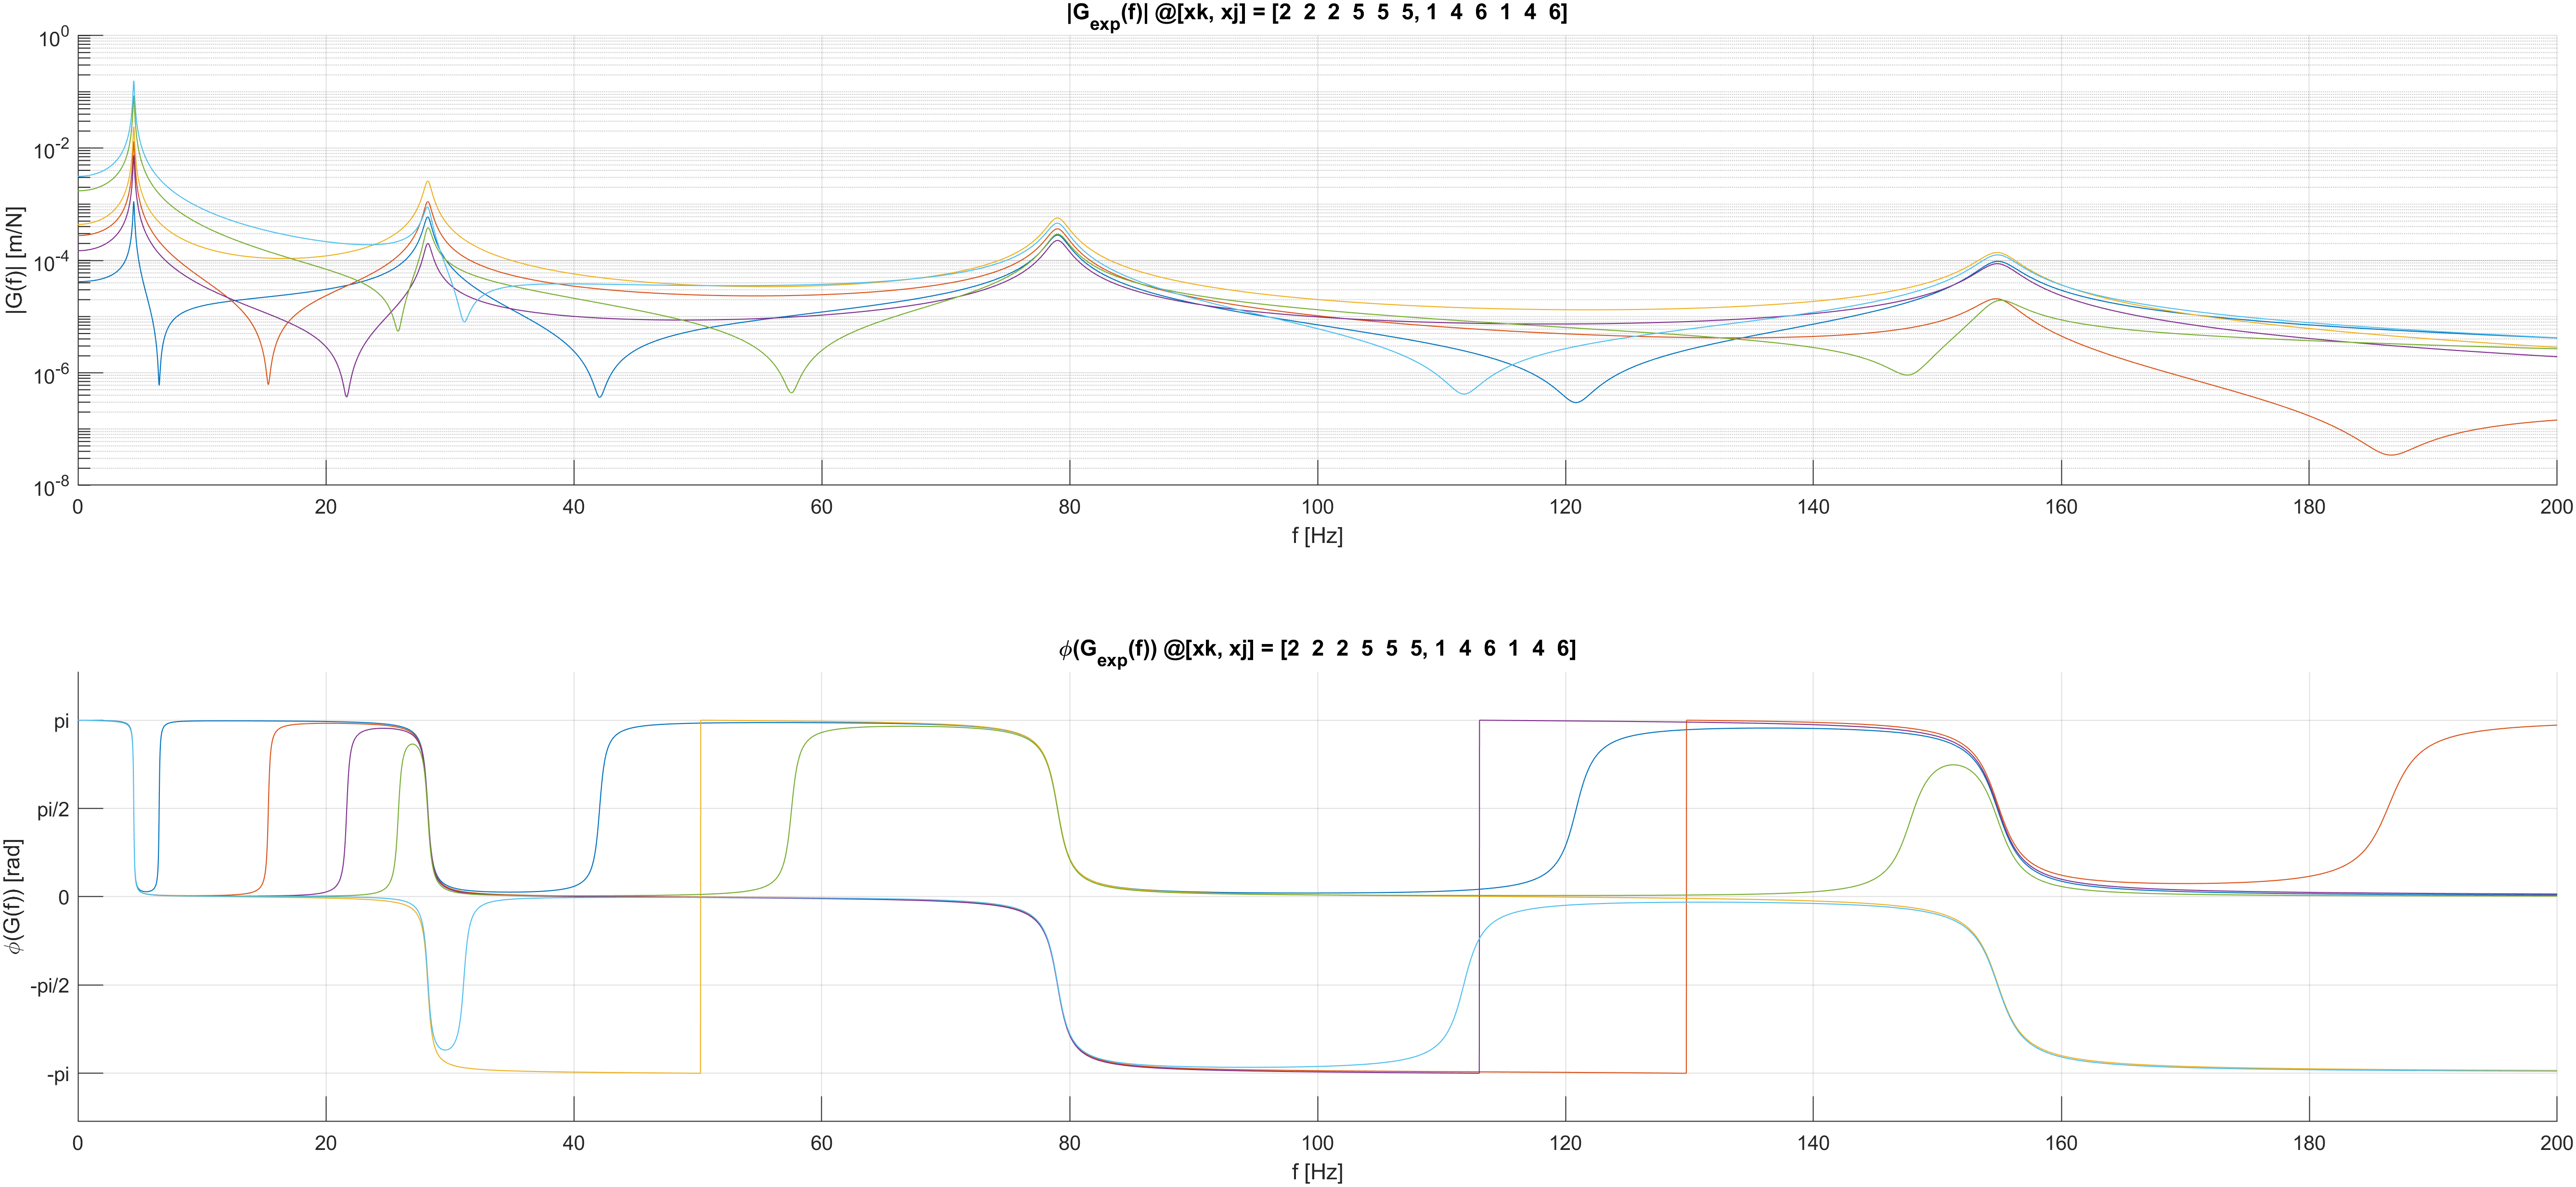 |G_exp(f)| @[xk, xj] = [2 2 2 5 5 5, 1 4 6 1 4 6]
|G(f)| [m/N]
10^0
10^-2
10^-4
10^-6
10^-8
0 20 40 60 80 100 120 140 160 180 200
f [Hz]
ϕ(G_exp(f)) @[xk, xj] = [2 2 2 5 5 5, 1 4 6 1 4 6]
ϕ(G(f)) [rad]
pi
pi/2
0
-pi/2
-pi
0 20 40 60 80 100 120 140 160 180 200
f [Hz]